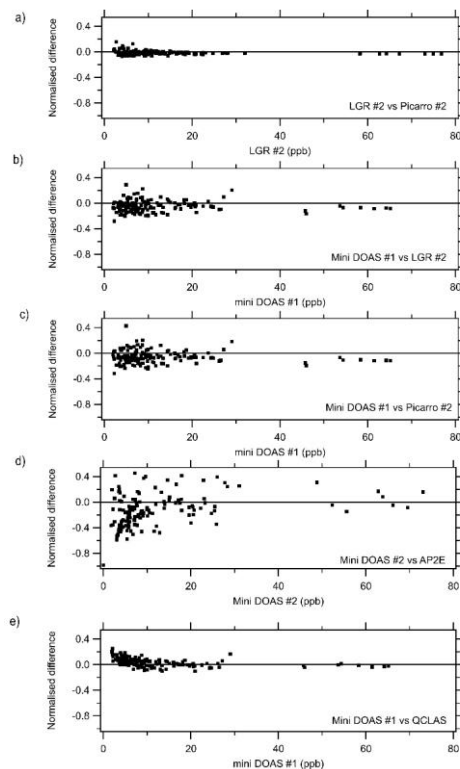 a)
Normalised difference
0.4
0.0
-0.4
-0.8
LGR #2 vs Picarro #2
0
20
40
60
80
LGR #2 (ppb)
b)
Normalised difference
0.4
0.0
-0.4
-0.8
Mini DOAS #1 vs LGR #2
0
20
40
60
80
mini DOAS #1 (ppb)
c)
Normalised difference
0.4
0.0
-0.4
-0.8
Mini DOAS #1 vs Picarro #2
0
20
40
60
80
mini DOAS #1 (ppb)
d)
Normalised difference
0.4
0.0
-0.4
-0.8
Mini DOAS #2 vs AP2E
0
20
40
60
80
Mini DOAS #2 (ppb)
e)
Normalised difference
0.4
0.0
-0.4
-0.8
Mini DOAS #1 vs QCLAS
0
20
40
60
80
mini DOAS #1 (ppb)